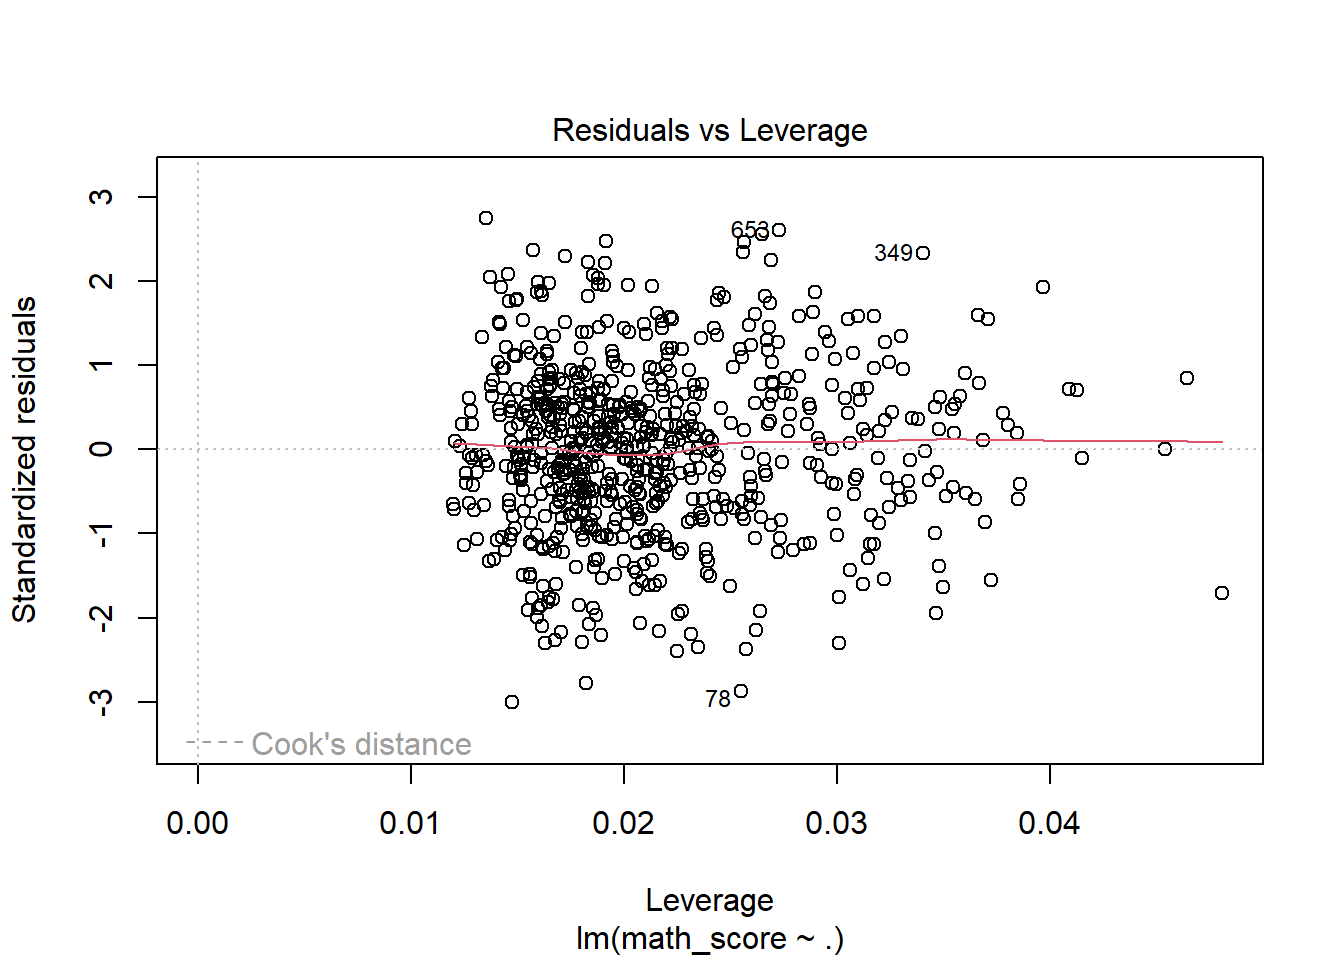 Residuals vs Leverage
Standardized residuals
3
2
1
0
-1
-2
-3
653
349
78
Cook's distance
0.00 0.01 0.02 0.03 0.04
Leverage
lm(math_score ~ .)